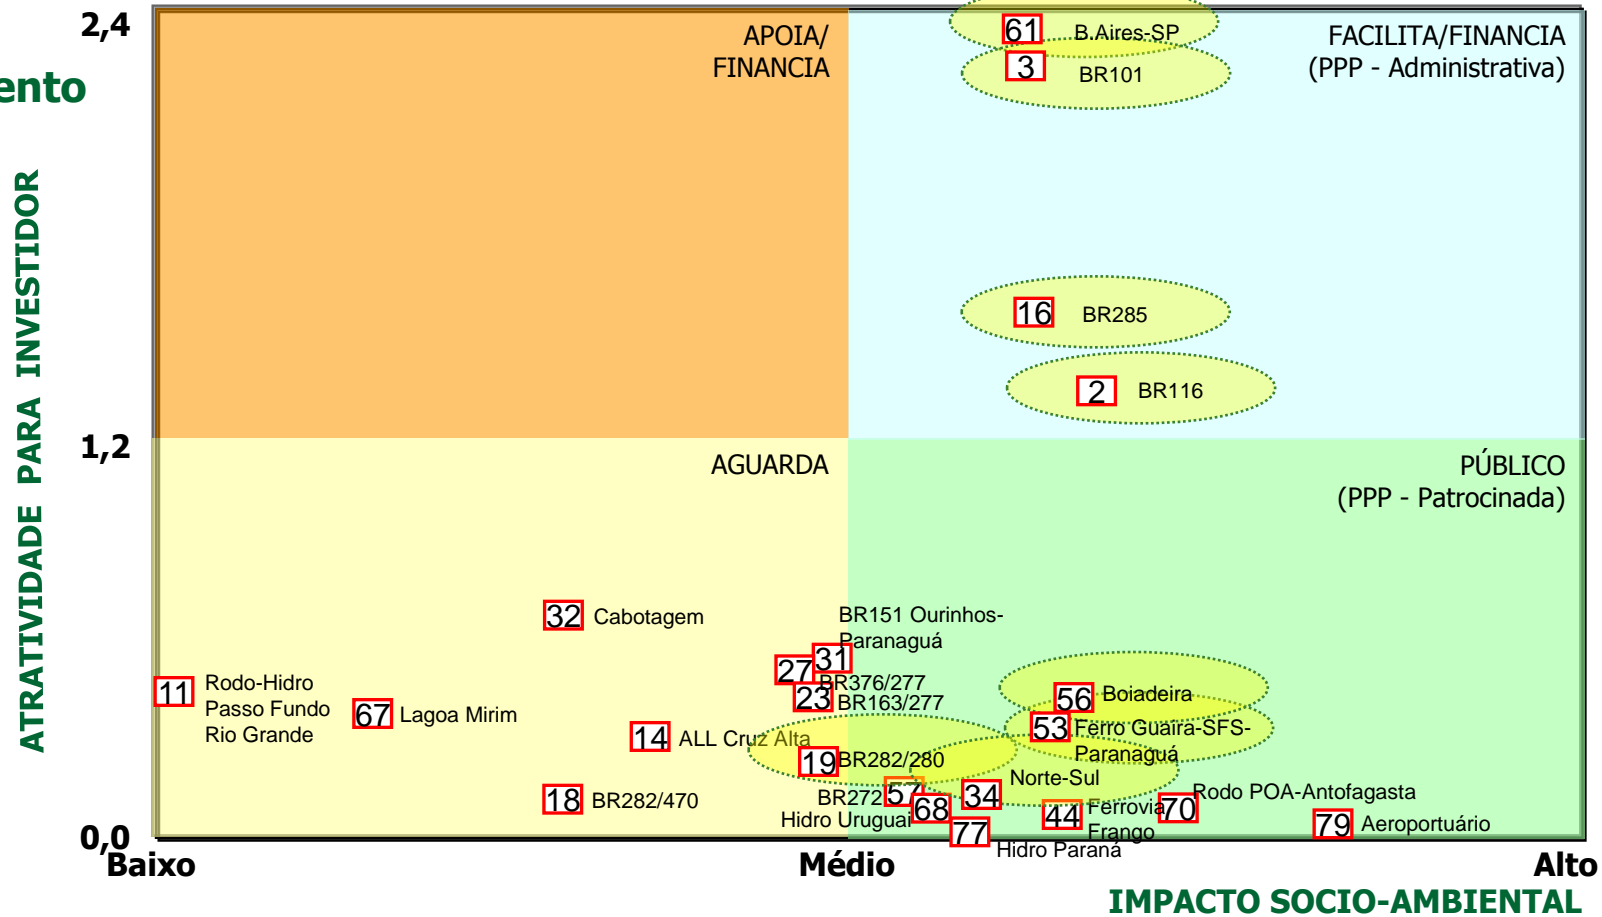 2,4
ento
APOIA/
FINANCIA
61 B.Aires-SP
3 BR101
FACILITA/FINANCIA
(PPP - Administrativa)
ATRATIVIDADE PARA INVESTIDOR
16 BR285
2 BR116
1,2
AGUARDA
PÚBLICO
(PPP - Patrocinada)
32 Cabotagem
BR151 Ourinhos-
Paranaguá
31
27 BR376/277
23 BR163/277
11 Rodo-Hidro
Passo Fundo
Rio Grande
67 Lagoa Mirim
14 ALL Cruz Alta
56 Boiadeira
53 Ferro Guaira-SFS-
Paranaguá
19 BR282/280
18 BR282/470
BR272 57
34 Norte-Sul
Hidro Uruguai 68
77 Hidro Paraná
44 Ferrovia
Frango
70 Rodo POA-Antofagasta
79 Aeroportuário
0,0
Baixo
Médio
Alto
IMPACTO SOCIO-AMBIENTAL